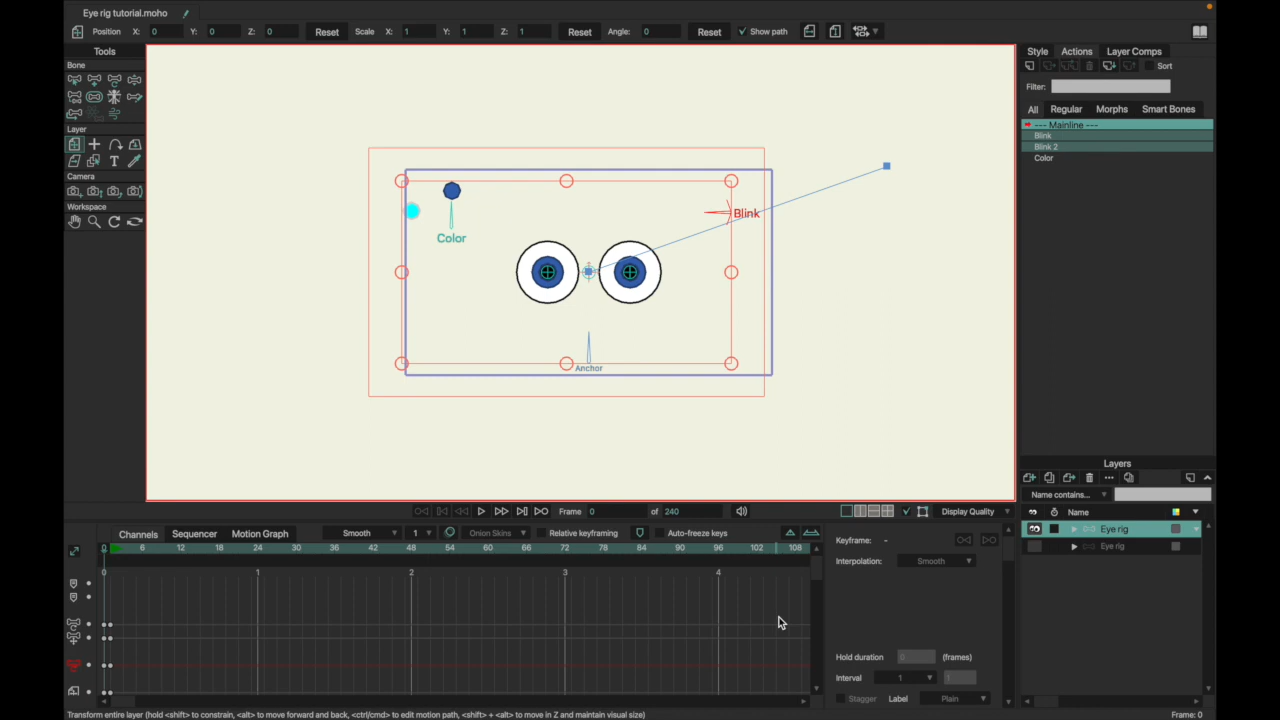 Eye rig tutorial.moho
Position X: 0 Y: 0 Z: 0 Reset Scale X: 1 Y: 1 Z: 1 Reset Angle: 0 Reset Show path
Tools
Bone
Layer
Camera
Workspace
Color
Blink
Anchor
Style Actions Layer Comps
Sort
Filter:
All Regular Morphs Smart Bones
--- Mainline ---
Blink
Blink 2
Color
Layers
Name contains...
Name
Eye rig
Eye rig
Frame 0 of 240 Display Quality
Channels Sequencer Motion Graph Smooth 1 Onion Skins Relative keyframing Auto-freeze keys
0 6 12 18 24 30 36 42 48 54 60 66 72 78 84 90 96 102 108
0 1 2 3 4
Keyframe: -
Interpolation: Smooth
Hold duration 0 (frames)
Interval 1 1
Stagger Label Plain
Transform entire layer (hold <shift> to constrain, <alt> to move forward and back, <ctrl/cmd> to edit motion path, <shift> + <alt> to move in Z and maintain visual size)
Frame: 0